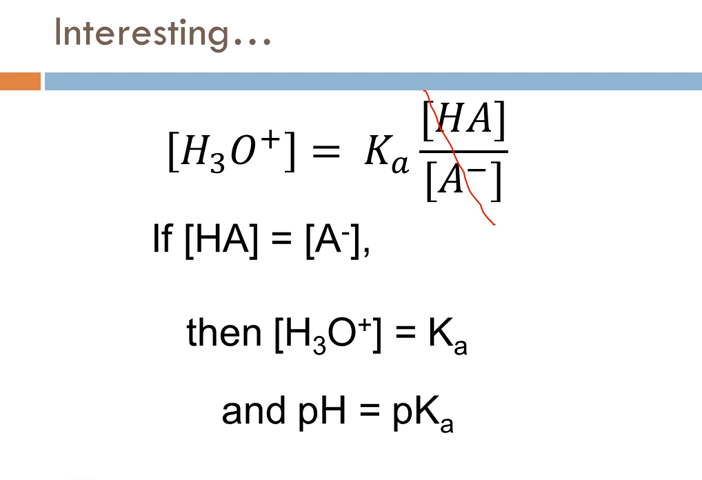 Interesting…
[H₃O⁺] = Kₐ [HA]/[A⁻]
If [HA] = [A⁻],
then [H₃O⁺] = Kₐ
and pH = pKₐ